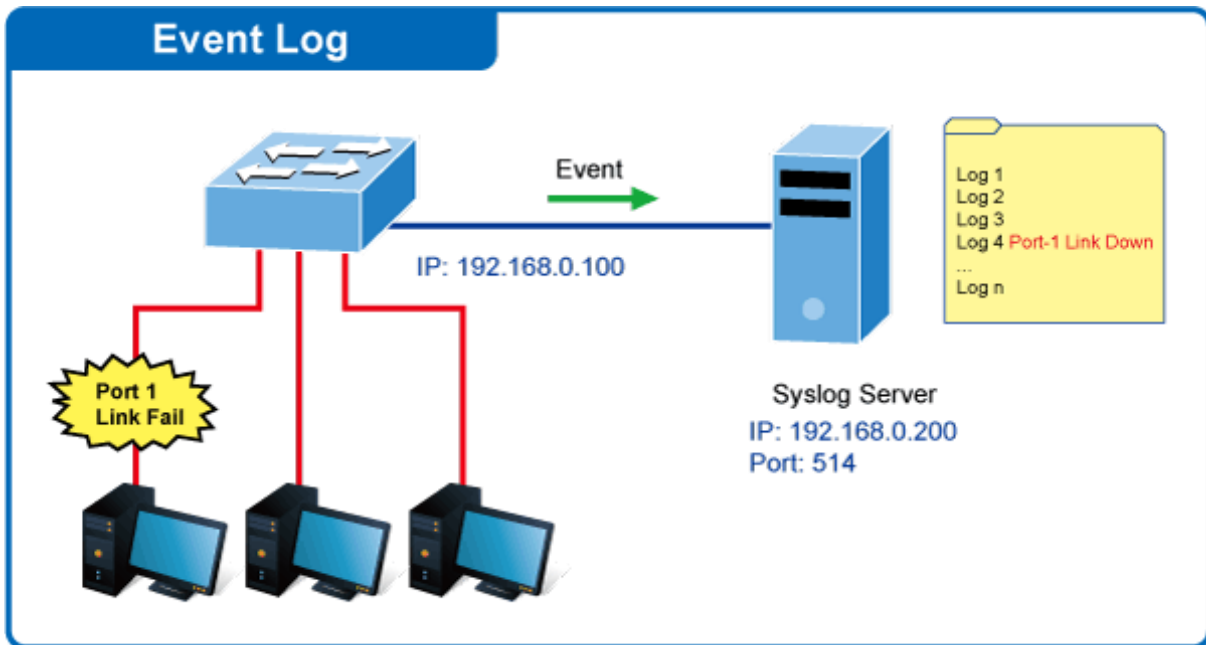 Event Log
Event
IP: 192.168.0.100
Port 1
Link Fail
Syslog Server
IP: 192.168.0.200
Port: 514
Log 1
Log 2
Log 3
Log 4 Port-1 Link Down
...
Log n